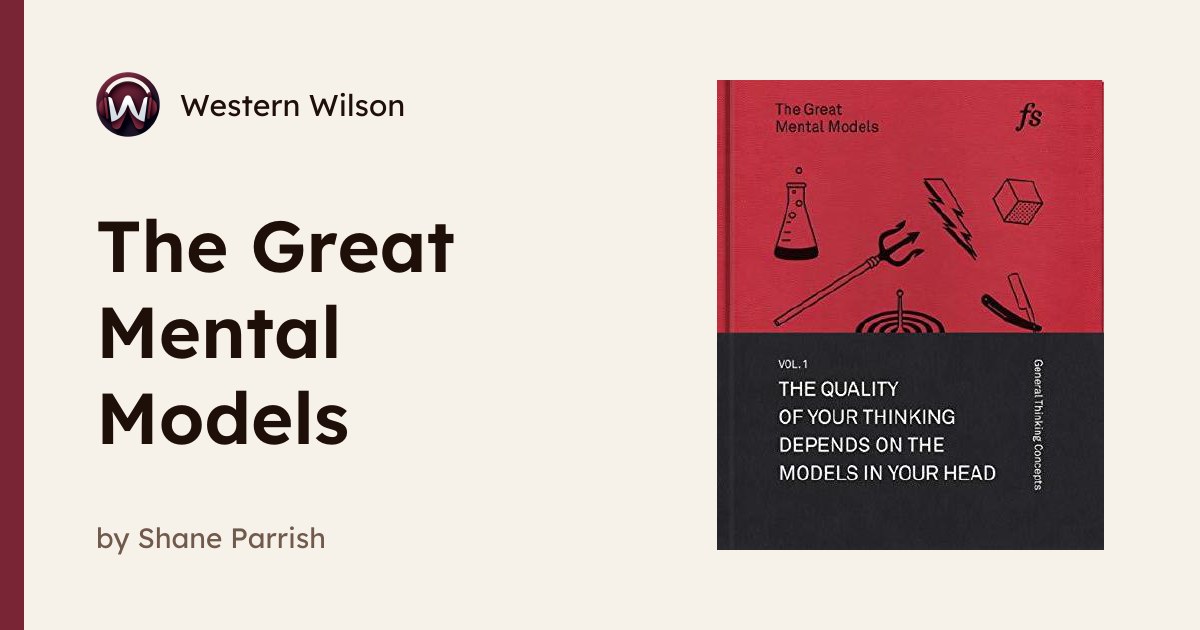 W
Western Wilson
The Great
Mental
Models
by Shane Parrish
The Great
Mental Models
fs
VOL.1
THE QUALITY
OF YOUR THINKING
DEPENDS ON THE
MODELS IN YOUR HEAD
General Thinking Concepts